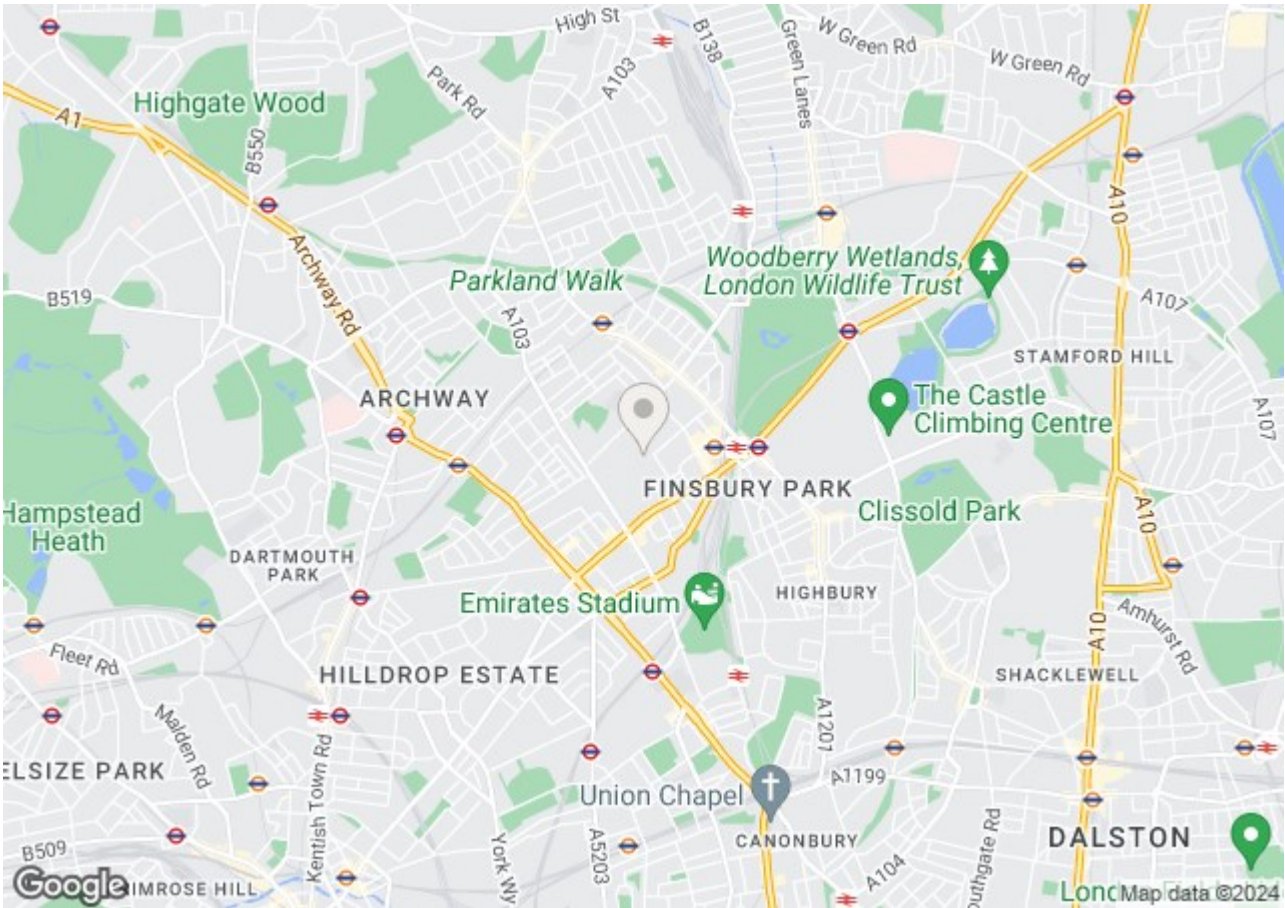 High St
B138
Green Lanes
W Green Rd
W Green Rd
A103
Park Rd
Highgate Wood
A1
B550
A10
Archway Rd
Woodberry Wetlands,
London Wildlife Trust
Parkland Walk
B519
A103
A107
STAMFORD HILL
ARCHWAY
The Castle
Climbing Centre
A107
FINSBURY PARK
Clissold Park
A10
Hampstead
Heath
DARTMOUTH
PARK
HIGHBURY
Emirates Stadium
Amhurst Rd
A10
Fleet Rd
HILLDROP ESTATE
SHACKLEWELL
Malden Rd
A1201
ELSIZE PARK
Kentish Town Rd
A1199
Union Chapel
CANONBURY
DALSTON
B509
York Wy
A5203
A104
outhgate Rd
Google
IMROSE HILL
Lond
Map data ©2024